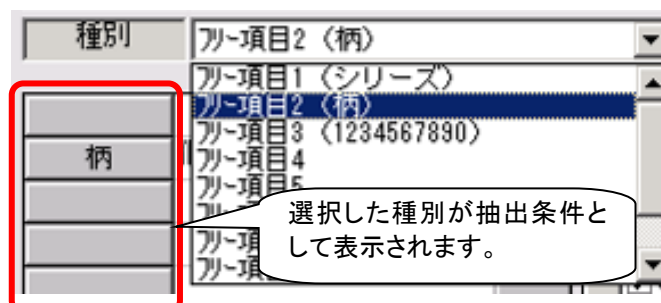 種別
ﾌﾘｰ項目2（柄）
ﾌﾘｰ項目1（シリーズ）
ﾌﾘｰ項目2（柄）
ﾌﾘｰ項目3（1234567890）
柄
ﾌﾘｰ項目4
ﾌﾘｰ項目5
選択した種別が抽出条件と
して表示されます。